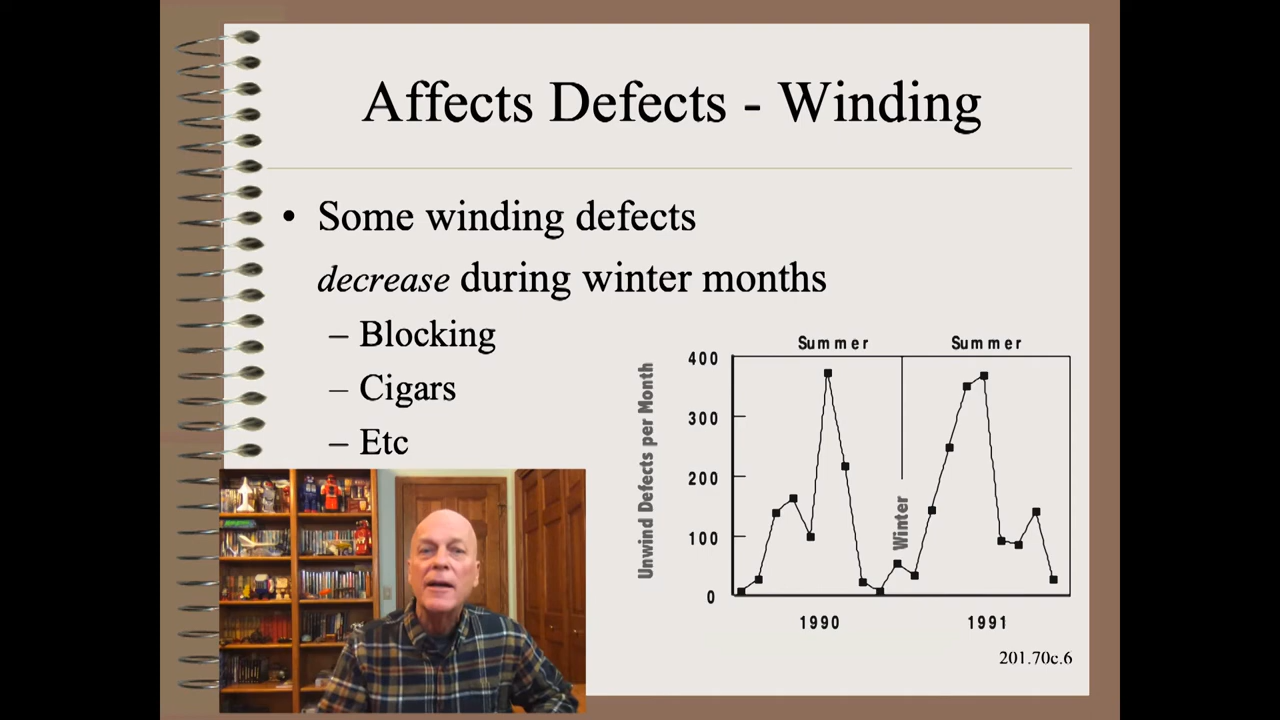 Affects Defects - Winding
• Some winding defects
decrease during winter months
– Blocking
– Cigars
– Etc
Summer Summer
Unwind Defects per Month
400
300
200
100
0
Winter
1990 1991
201.70c.6